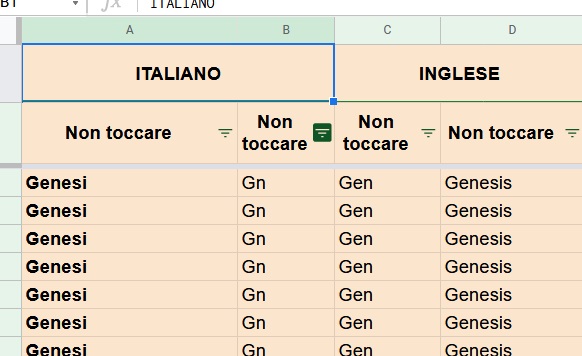 B1 fx ITALIANO
A B C D
ITALIANO INGLESE
Non toccare Non toccare Non toccare Non toccare
Genesi Gn Gen Genesis
Genesi Gn Gen Genesis
Genesi Gn Gen Genesis
Genesi Gn Gen Genesis
Genesi Gn Gen Genesis
Genesi Gn Gen Genesis
Genesi Gn Gen Genesis